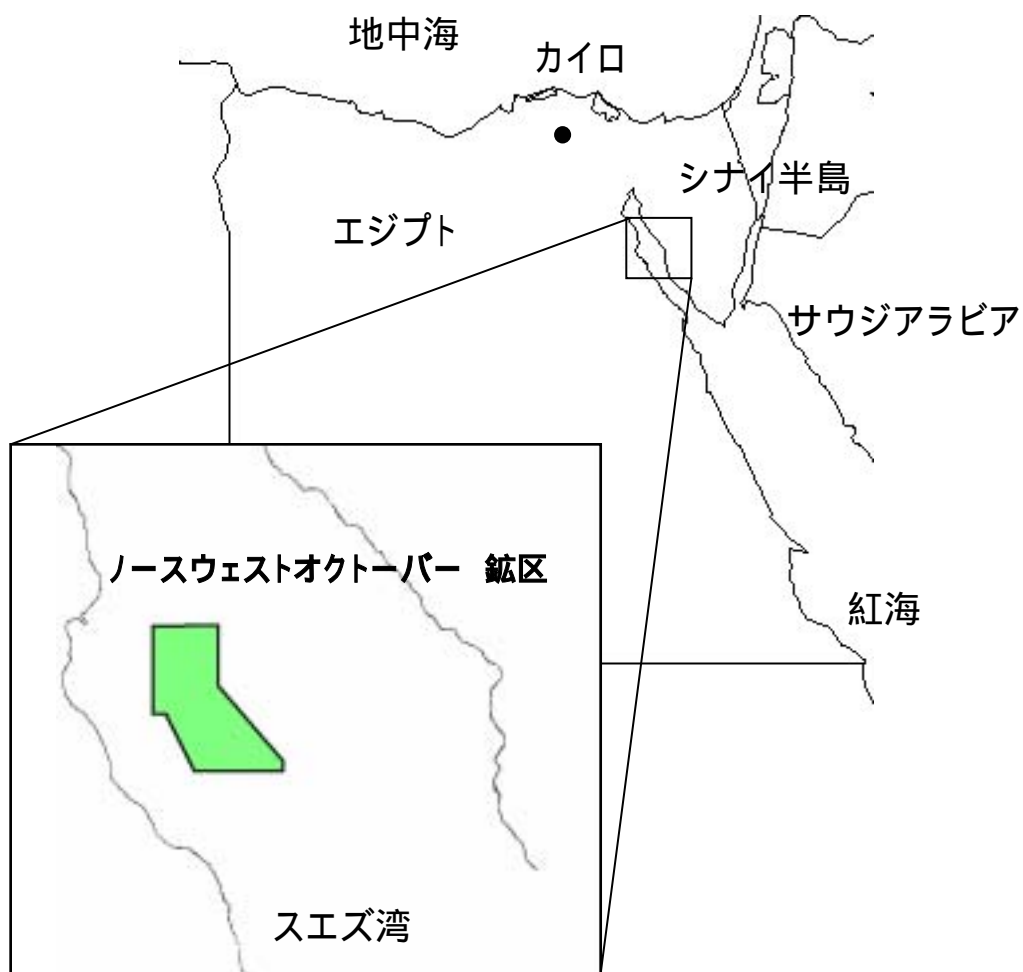 地中海
カイロ
シナイ半島
エジプト
サウジアラビア
ノースウェストオクトーバー 鉱区
紅海
スエズ湾